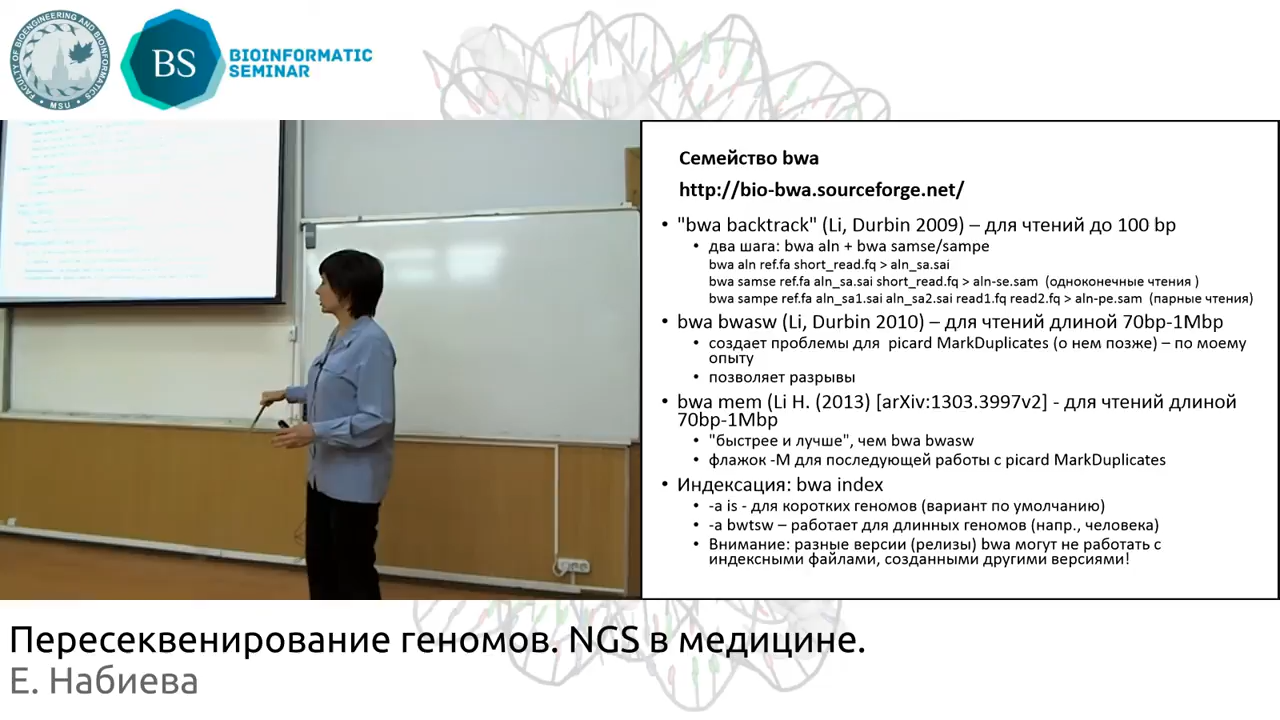 FACULTY OF BIOENGINEERING AND BIOINFORMATICS
• MSU •
BS
BIOINFORMATIC
SEMINAR
Семейство bwa
http://bio-bwa.sourceforge.net/
• "bwa backtrack" (Li, Durbin 2009) – для чтений до 100 bp
• два шага: bwa aln + bwa samse/sampe
bwa aln ref.fa short_read.fq > aln_sa.sai
bwa samse ref.fa aln_sa.sai short_read.fq > aln-se.sam (одноконечные чтения )
bwa sampe ref.fa aln_sa1.sai aln_sa2.sai read1.fq read2.fq > aln-pe.sam (парные чтения)
• bwa bwasw (Li, Durbin 2010) – для чтений длиной 70bp-1Mbp
• создает проблемы для picard MarkDuplicates (о нем позже) – по моему
опыту
• позволяет разрывы
• bwa mem (Li H. (2013) [arXiv:1303.3997v2] - для чтений длиной
70bp-1Mbp
• "быстрее и лучше", чем bwa bwasw
• флажок -M для последующей работы с picard MarkDuplicates
• Индексация: bwa index
• -a is - для коротких геномов (вариант по умолчанию)
• -a bwtsw – работает для длинных геномов (напр., человека)
• Внимание: разные версии (релизы) bwa могут не работать с
индексными файлами, созданными другими версиями!
Пересеквенирование геномов. NGS в медицине.
Е. Набиева